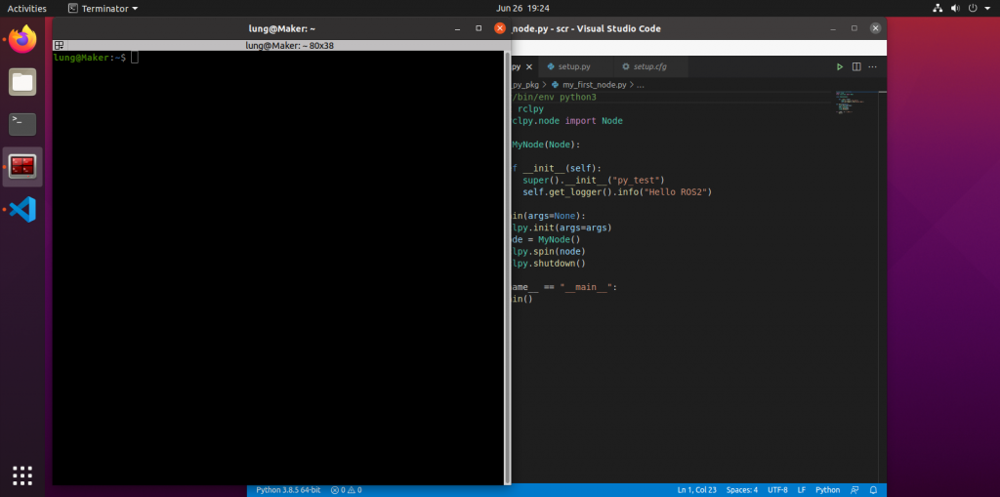 Activities
Terminator
Jun 26 19:24
lung@Maker: ~
lung@Maker: ~ 80x38
lung@Maker:~$
_node.py - scr - Visual Studio Code
py
setup.py
setup.cfg
_py_pkg > my_first_node.py > ...
/bin/env python3
rclpy
clpy.node import Node
MyNode(Node):
f __init__(self):
super().__init__("py_test")
self.get_logger().info("Hello ROS2")
in(args=None):
lpy.init(args=args)
de = MyNode()
lpy.spin(node)
lpy.shutdown()
ame__ == "__main__":
in()
Python 3.8.5 64-bit
0
0
Ln 1, Col 23
Spaces: 4
UTF-8
LF
Python